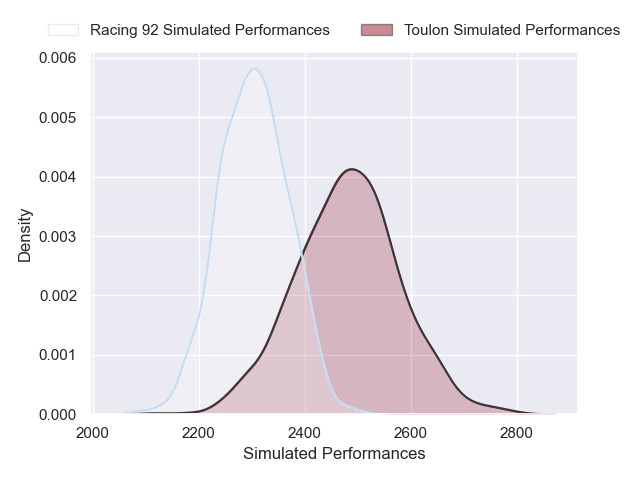 Racing 92 Simulated Performances Toulon Simulated Performances
0.006
0.005
0.004
0.003
0.002
0.001
0.000
Density
2000 2200 2400 2600 2800
Simulated Performances